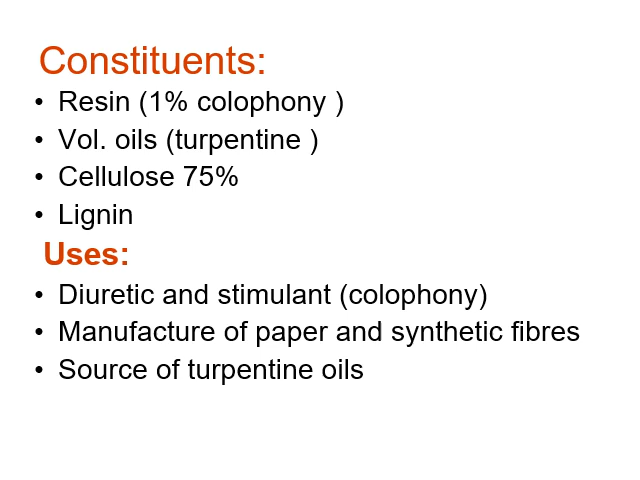 Constituents:
• Resin (1% colophony )
• Vol. oils (turpentine )
• Cellulose 75%
• Lignin
Uses:
• Diuretic and stimulant (colophony)
• Manufacture of paper and synthetic fibres
• Source of turpentine oils